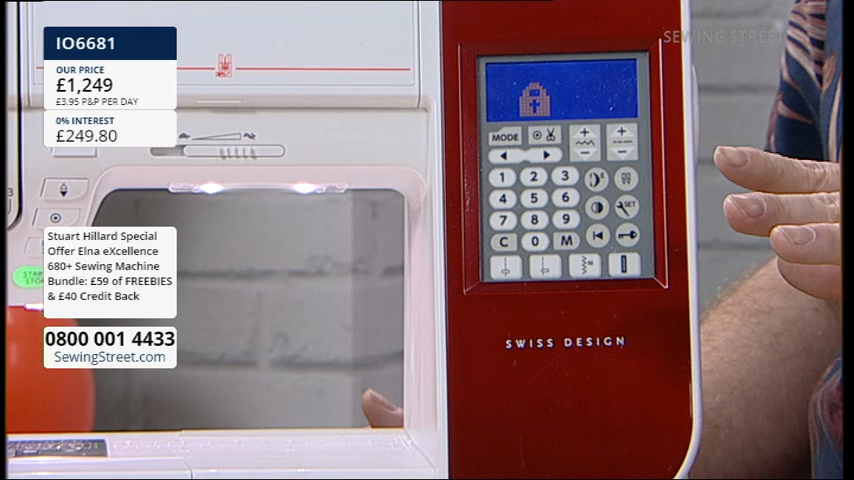 IO6681
OUR PRICE
£1,249
£3.95 P&P PER DAY
0% INTEREST
£249.80
Stuart Hillard Special
Offer Elna eXcellence
680+ Sewing Machine
Bundle: £59 of FREEBIES
& £40 Credit Back
0800 001 4433
SewingStreet.com
SEWING STREET
MODE
1 2 3
4 5 6
7 8 9
SET
C 0 M
M
SWISS DESIGN